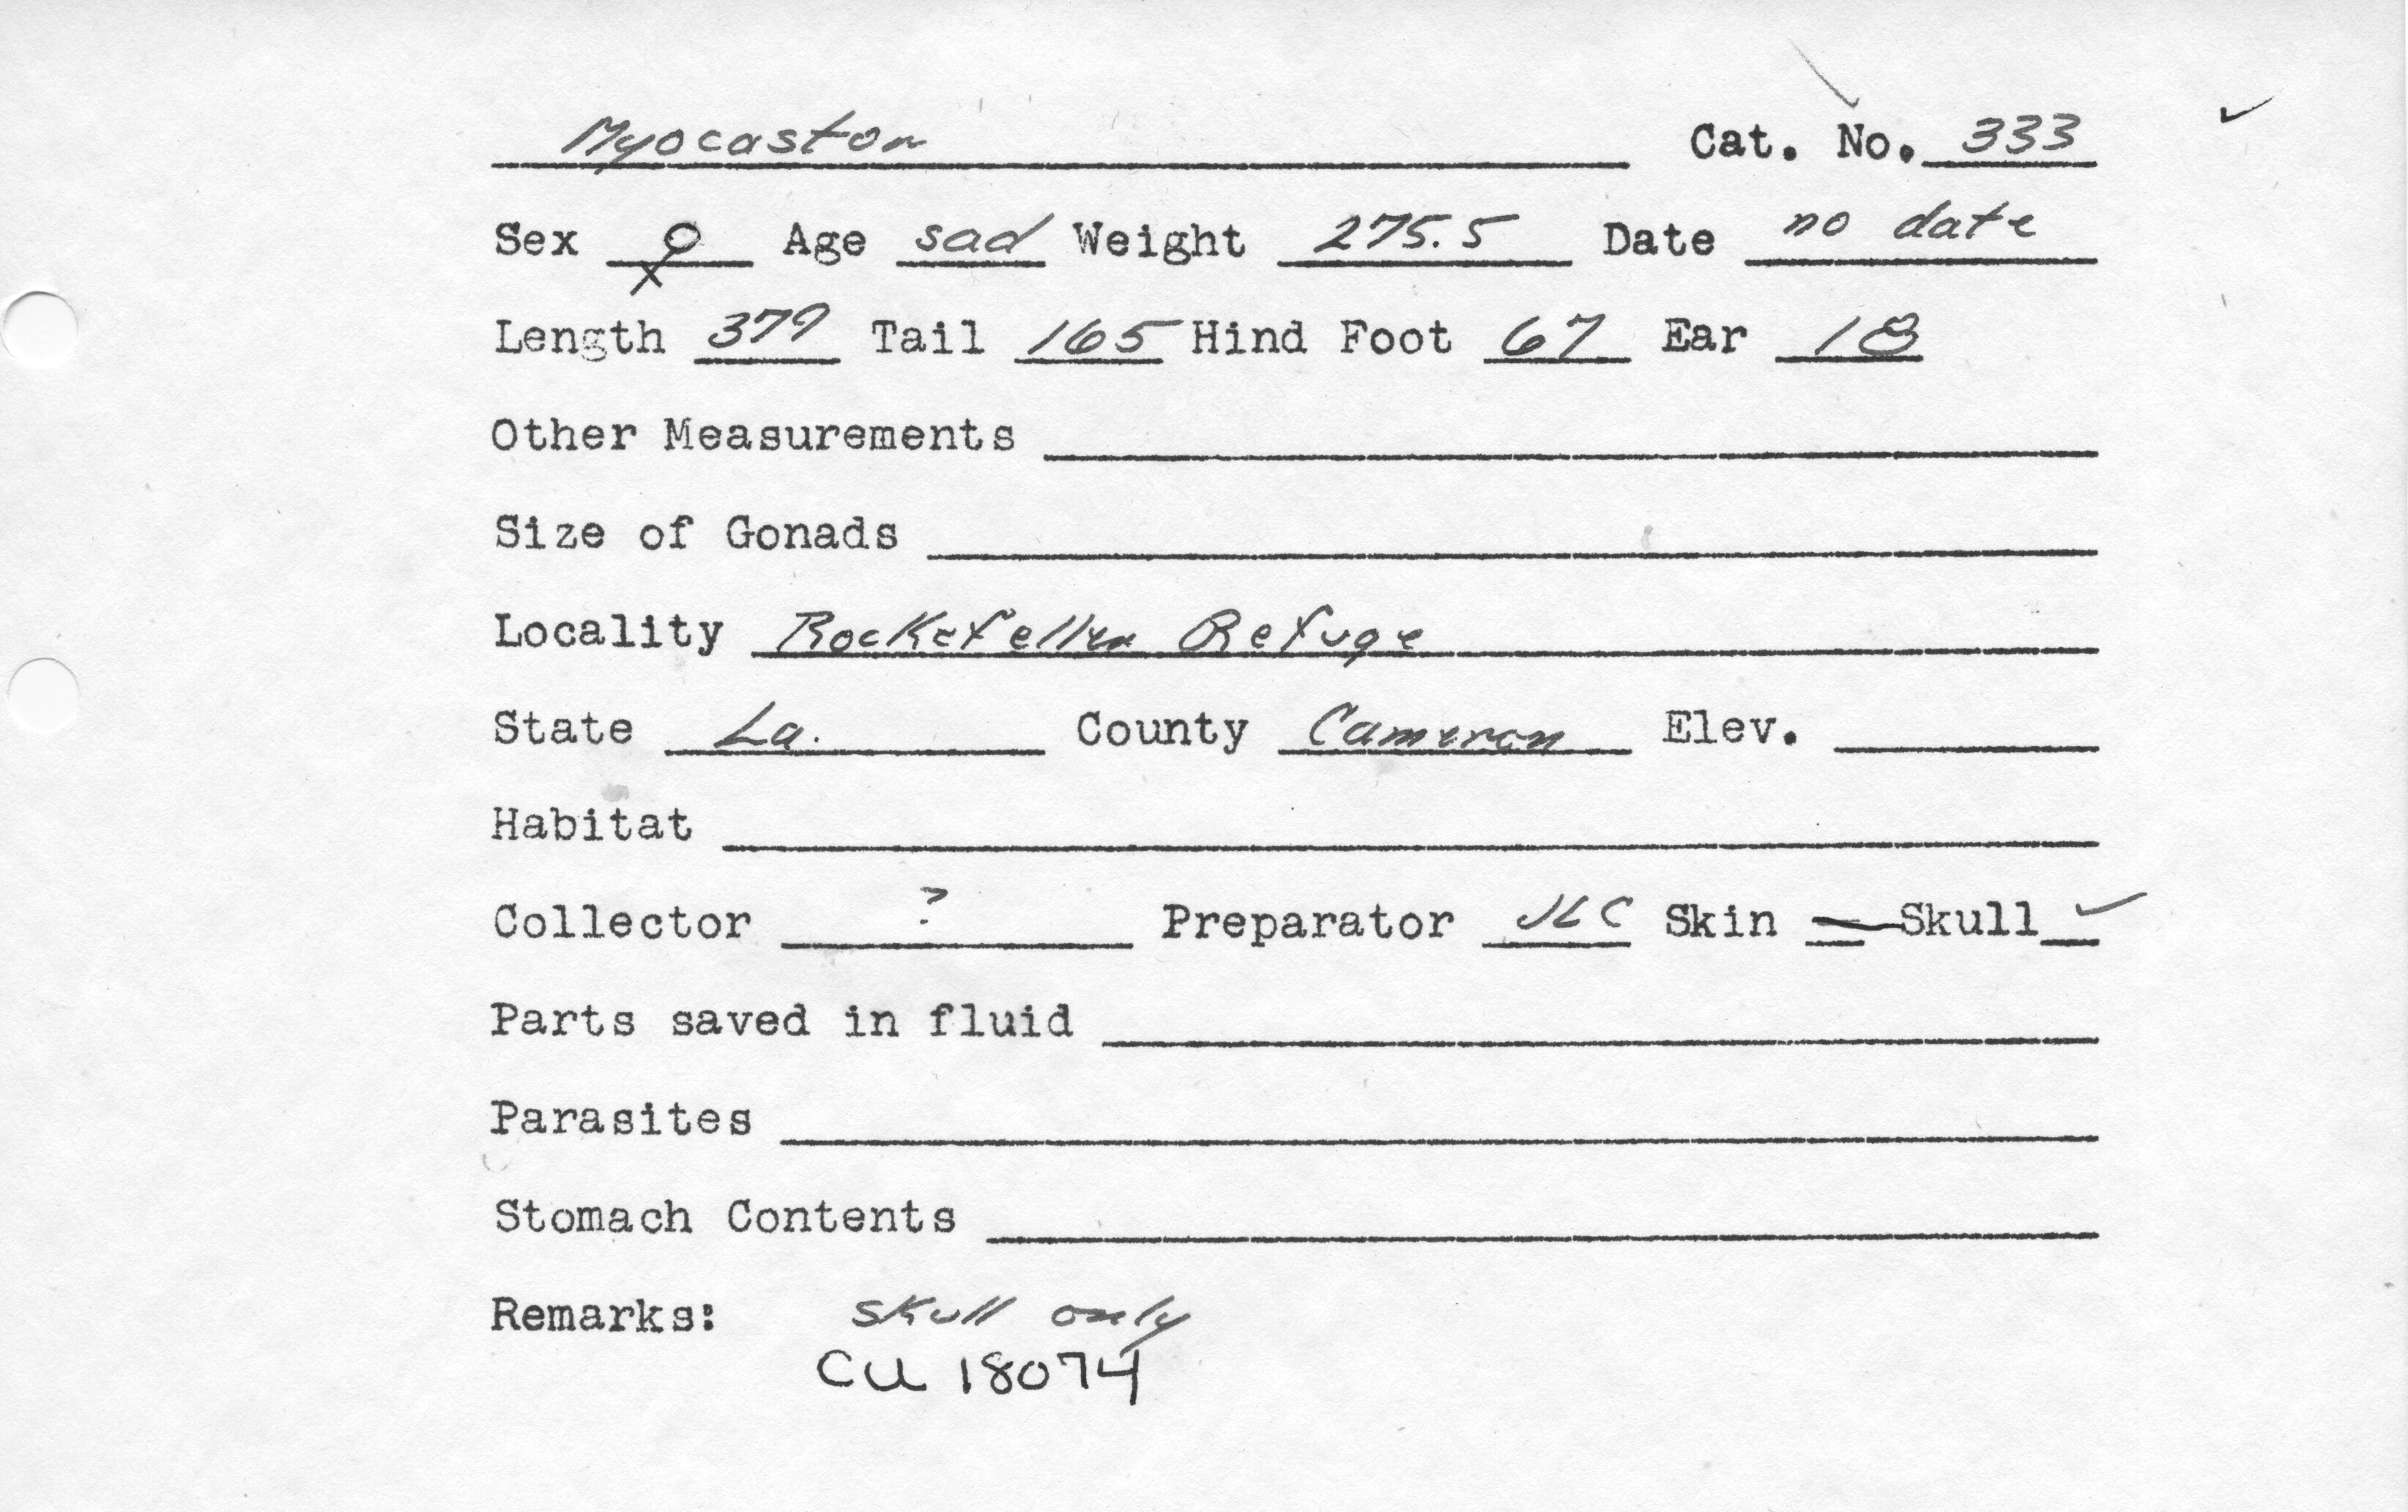 Myocastor Cat. No. 333
Sex ♀ Age sad Weight 275.5 Date no date
Length 379 Tail 165 Hind Foot 67 Ear 18
Other Measurements
Size of Gonads
Locality Rockefeller Refuge
State La. County Cameron Elev.
Habitat
Collector ? Preparator JLC Skin — Skull ✓
Parts saved in fluid
Parasites
Stomach Contents
Remarks: skull only
CU 18074